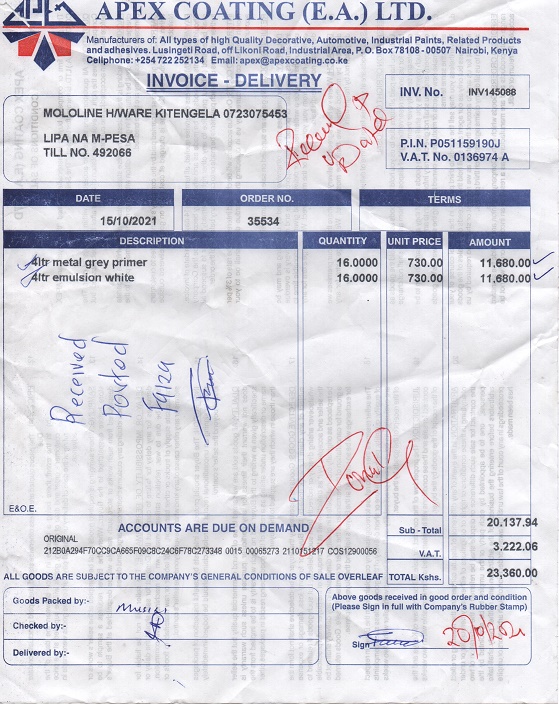 APEX COATING (E.A.) LTD.
Manufacturers of: All types of high Quality Decorative, Automotive, Industrial Paints, Related Products
and adhesives. Lusingeti Road, off Likoni Road, Industrial Area, P. O. Box 78108 - 00507 Nairobi, Kenya
Celiphone: +254 722 252134 Email: apex@apexcoating.co.ke
INVOICE - DELIVERY
INV. No. INV145088
MOLOLINE H/WARE KITENGELA 0723075453
LIPA NA M-PESA
TILL NO. 492066
P.I.N. P051159190J
V.A.T. No. 0136974 A
DATE ORDER NO. TERMS
15/10/2021 35534
DESCRIPTION QUANTITY UNIT PRICE AMOUNT
4ltr metal grey primer 16.0000 730.00 11,680.00
4ltr emulsion white 16.0000 730.00 11,680.00
Received
Posted
Faiza
E&O.E.
ACCOUNTS ARE DUE ON DEMAND
Sub - Total 20.137.94
ORIGINAL
212B0A294F70CC9CA665F09C8C24C6F78C273348 0015 00065273 2110151217 COS12900056
V.A.T. 3.222.06
ALL GOODS ARE SUBJECT TO THE COMPANY'S GENERAL CONDITIONS OF SALE OVERLEAF
TOTAL Kshs. 23,360.00
Goods Packed by:-
Checked by:-
Delivered by:-
Above goods received in good order and condition
(Please Sign in full with Company's Rubber Stamp)
Sign